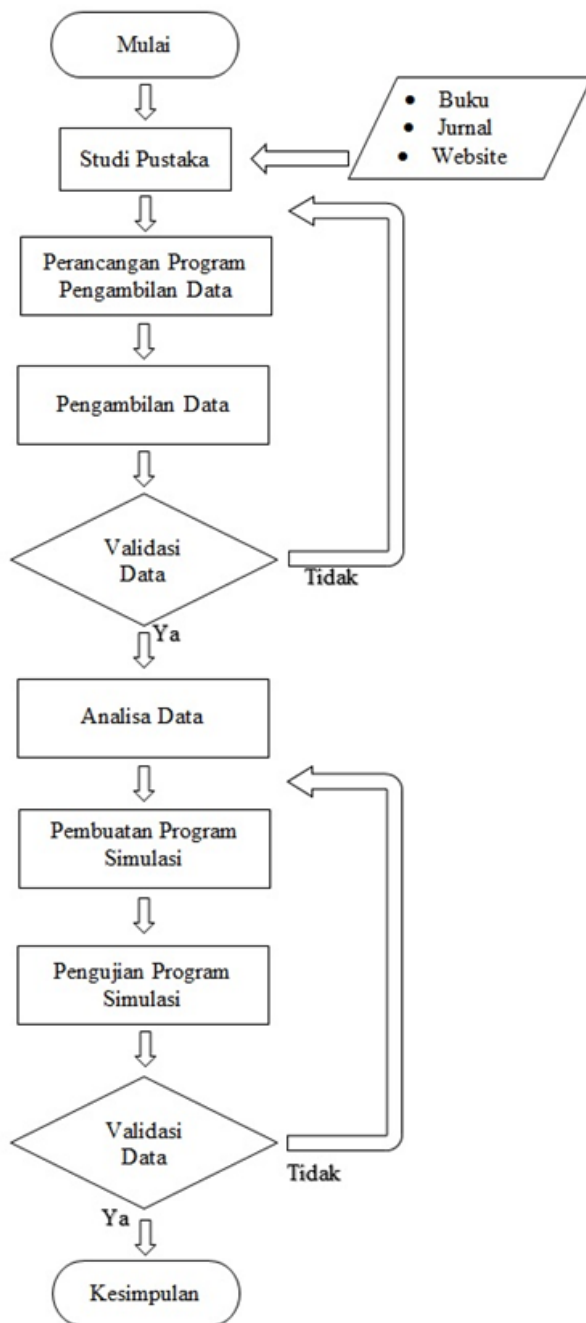 Mulai
• Buku
• Jurnal
• Website
Studi Pustaka
Perancangan Program
Pengambilan Data
Pengambilan Data
Validasi
Data
Tidak
Ya
Analisa Data
Pembuatan Program
Simulasi
Pengujian Program
Simulasi
Validasi
Data
Tidak
Ya
Kesimpulan